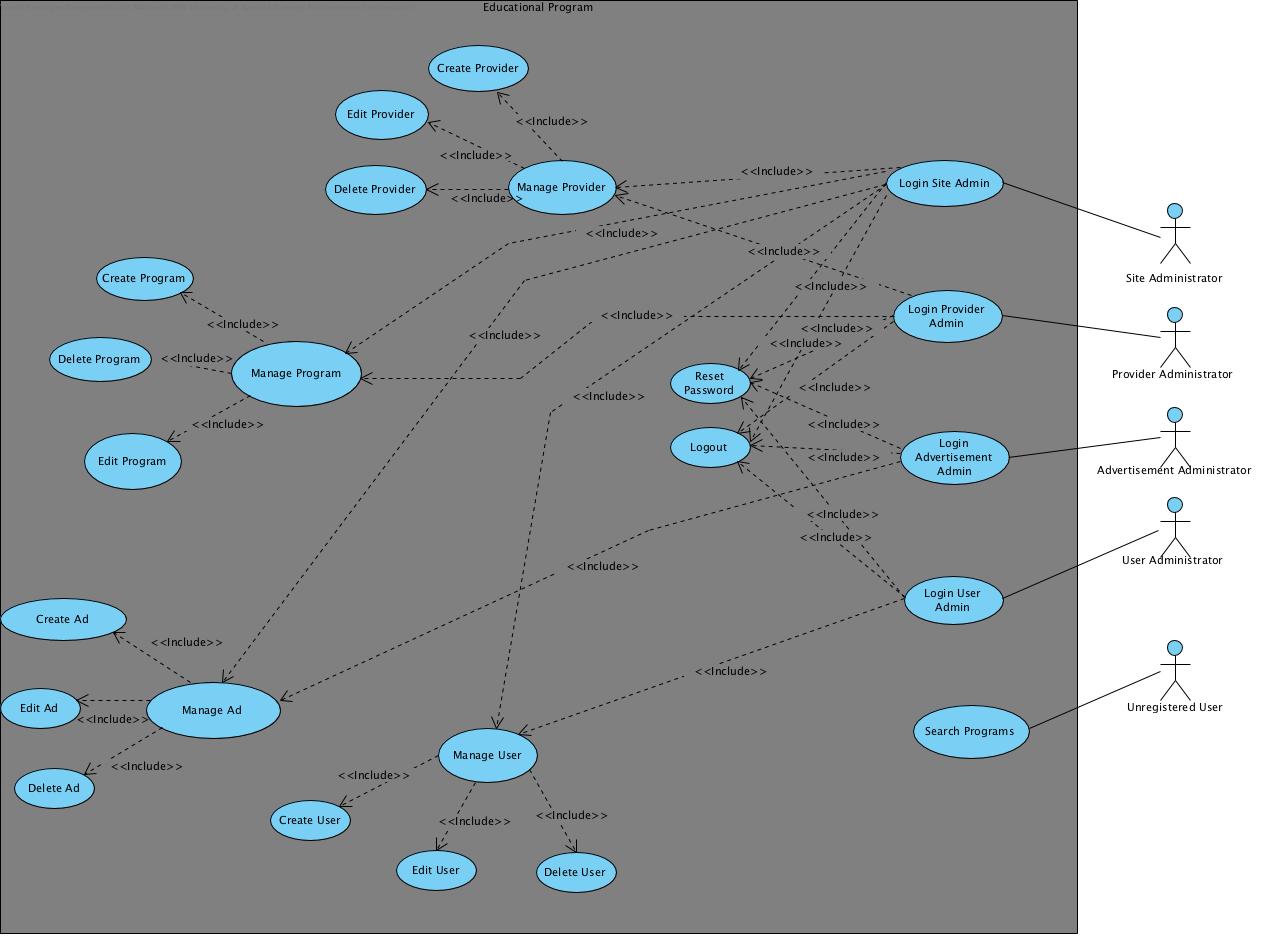 Educational Program
Create Provider
Edit Provider
<<Include>>
<<Include>>
Delete Provider
Manage Provider
<<Include>>
<<Include>>
Login Site Admin
<<Include>>
<<Include>>
Site Administrator
Create Program
<<Include>>
<<Include>>
Login Provider
Admin
<<Include>>
<<Include>>
<<Include>>
<<Include>>
<<Include>>
Delete Program
<<Include>>
Manage Program
Provider Administrator
Reset
Password
<<Include>>
<<Include>>
<<Include>>
<<Include>>
Edit Program
Logout
<<Include>>
Login
Advertisement
Admin
Advertisement Administrator
<<Include>>
<<Include>>
User Administrator
<<Include>>
Login User
Admin
Create Ad
<<Include>>
<<Include>>
Edit Ad
<<Include>>
Manage Ad
Unregistered User
Search Programs
<<Include>>
Delete Ad
Manage User
<<Include>>
Create User
<<Include>>
<<Include>>
Edit User
Delete User